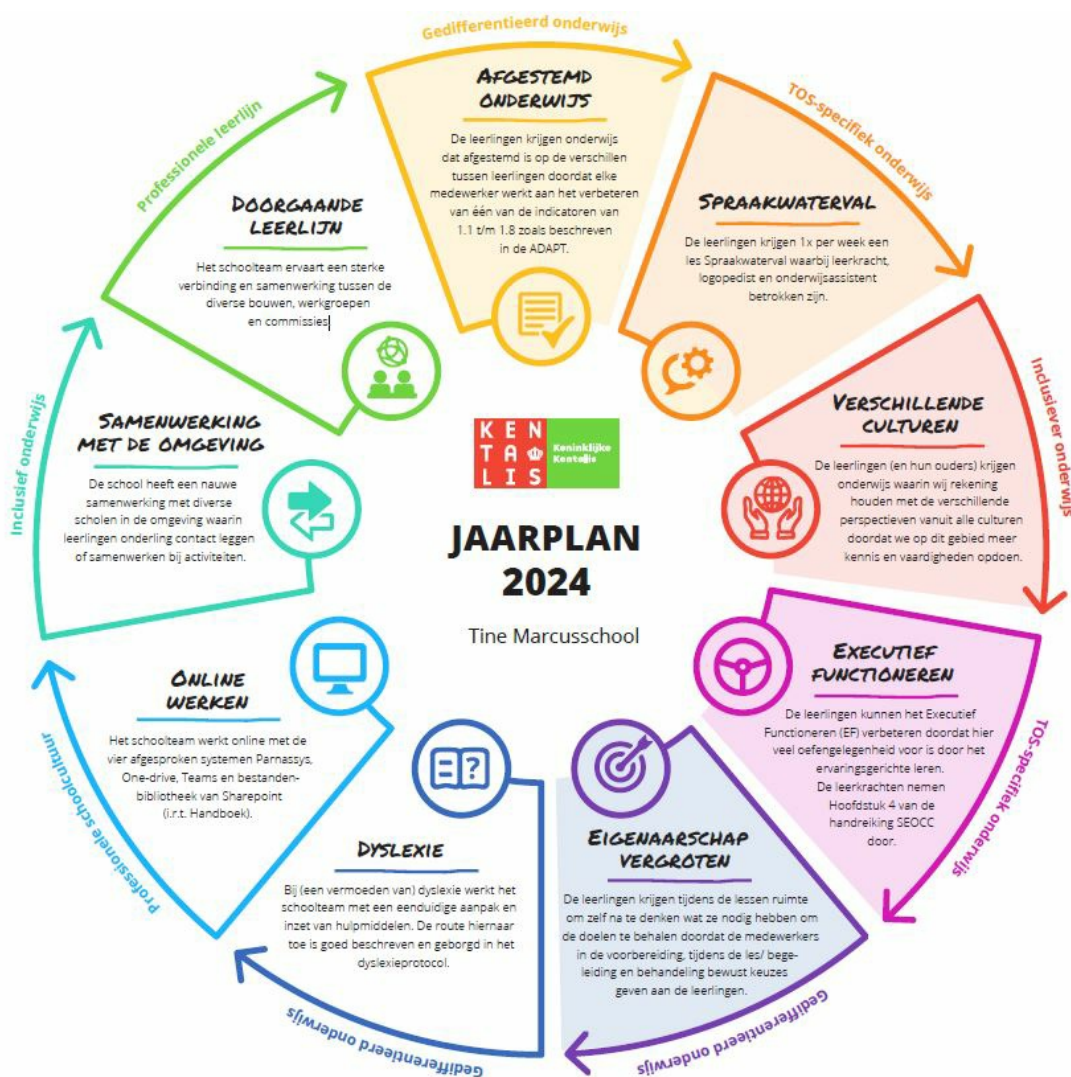 Gedifferentieerd onderwijs
AFGESTEMD
ONDERWIJS
De leerlingen krijgen onderwijs
dat afgestemd is op de verschillen
tussen leerlingen doordat elke
medewerker werkt aan het verbeteren
van één van de indicatoren van
1.1 t/m 1.8 zoals beschreven
in de ADAPT.
TOS-specifiek onderwijs
SPRAAKWATERVAL
De leerlingen krijgen 1x per week een
les Spraakwaterval waarbij leerkracht,
logopedist en onderwijsassistent
betrokken zijn.
Inclusiever onderwijs
VERSCHILLENDE
CULTUREN
De leerlingen (en hun ouders) krijgen
onderwijs waarin wij rekening
houden met de verschillende
perspectieven vanuit alle culturen
doordat we op dit gebied meer
kennis en vaardigheden opdoen.
TOS-specifiek onderwijs
EXECUTIEF
FUNCTIONEREN
De leerlingen kunnen het Executief
Functioneren (EF) verbeteren doordat hier
veel oefengelegenheid voor is door het
ervaringsgerichte leren.
De leerkrachten nemen
Hoofdstuk 4 van de
handreiking SEOCC
door.
Gedifferentieerd onderwijs
EIGENAARSCHAP
VERGROTEN
De leerlingen krijgen tijdens de lessen ruimte
om zelf na te denken wat ze nodig hebben om
de doelen te behalen doordat de medewerkers
in de voorbereiding, tijdens de les/ bege-
leiding en behandeling bewust keuzes
geven aan de leerlingen.
Gedifferentieerd onderwijs
DYSLEXIE
Bij (een vermoeden van) dyslexie werkt het
schoolteam met een eenduidige aanpak en
inzet van hulpmiddelen. De route hiernaar
toe is goed beschreven en geborgd in het
dyslexieprotocol.
?
Professionele schoolcultuur
ONLINE
WERKEN
Het schoolteam werkt online met de
vier afgesproken systemen Parnassys,
One-drive, Teams en bestanden-
bibliotheek van Sharepoint
(i.r.t. Handboek).
Inclusief onderwijs
SAMENWERKING
MET DE OMGEVING
De school heeft een nauwe
samenwerking met diverse
scholen in de omgeving waarin
leerlingen onderling contact leggen
of samenwerken bij activiteiten.
Professionele leerlijn
DOORGAANDE
LEERLIJN
Het schoolteam ervaart een sterke
verbinding en samenwerking tussen de
diverse bouwen, werkgroepen
en commissies
KEN
TA
LIS
Koninklijke
Kentalis
JAARPLAN
2024
Tine Marcusschool